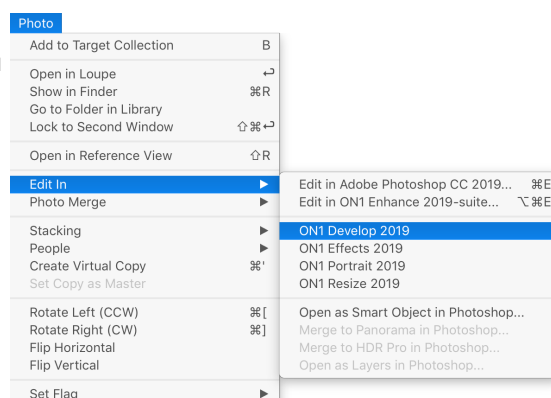 Photo
Add to Target Collection B
Open in Loupe ↩
Show in Finder ⌘R
Go to Folder in Library
Lock to Second Window ⇧⌘↩
Open in Reference View ⇧R
Edit In ▶
Photo Merge ▶
Stacking ▶
People ▶
Create Virtual Copy ⌘'
Set Copy as Master
Rotate Left (CCW) ⌘[
Rotate Right (CW) ⌘]
Flip Horizontal
Flip Vertical
Set Flag ▶
Edit in Adobe Photoshop CC 2019... ⌘E
Edit in ON1 Enhance 2019-suite... ⌥⌘E
ON1 Develop 2019
ON1 Effects 2019
ON1 Portrait 2019
ON1 Resize 2019
Open as Smart Object in Photoshop...
Merge to Panorama in Photoshop...
Merge to HDR Pro in Photoshop...
Open as Layers in Photoshop...